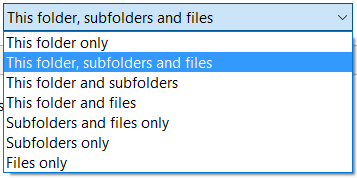 This folder, subfolders and files
This folder only
This folder, subfolders and files
This folder and subfolders
This folder and files
Subfolders and files only
Subfolders only
Files only